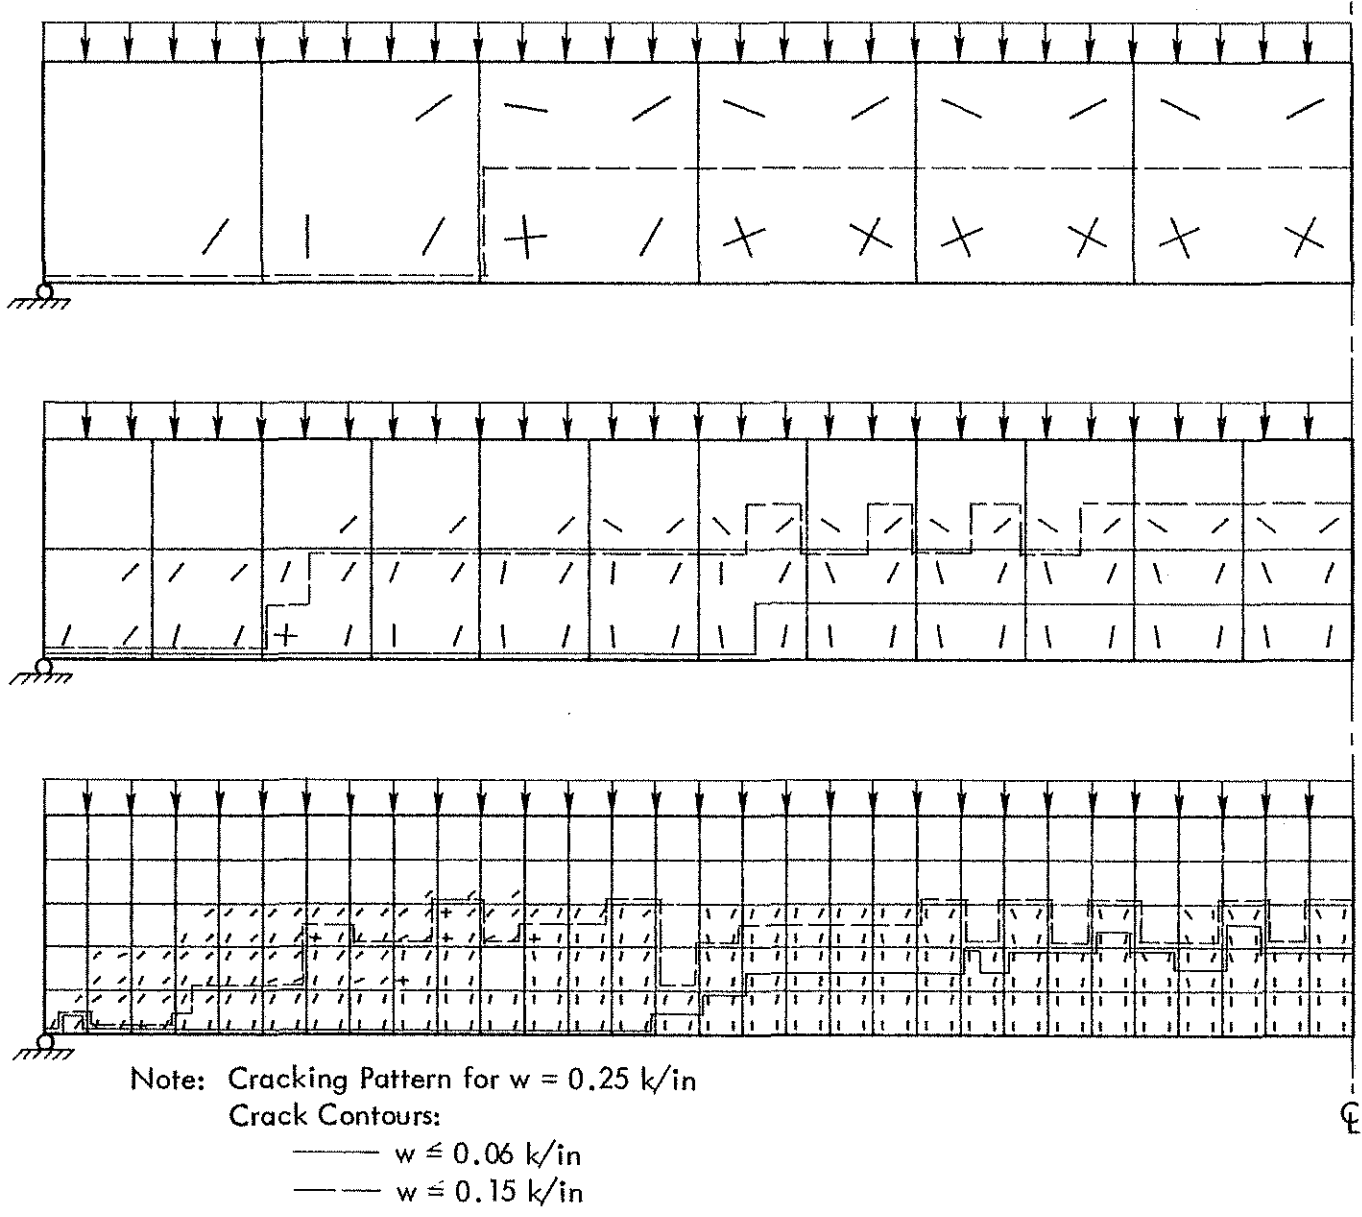 Note: Cracking Pattern for w = 0.25 k/in
Crack Contours:
w ≤ 0.06 k/in
w ≤ 0.15 k/in
℄